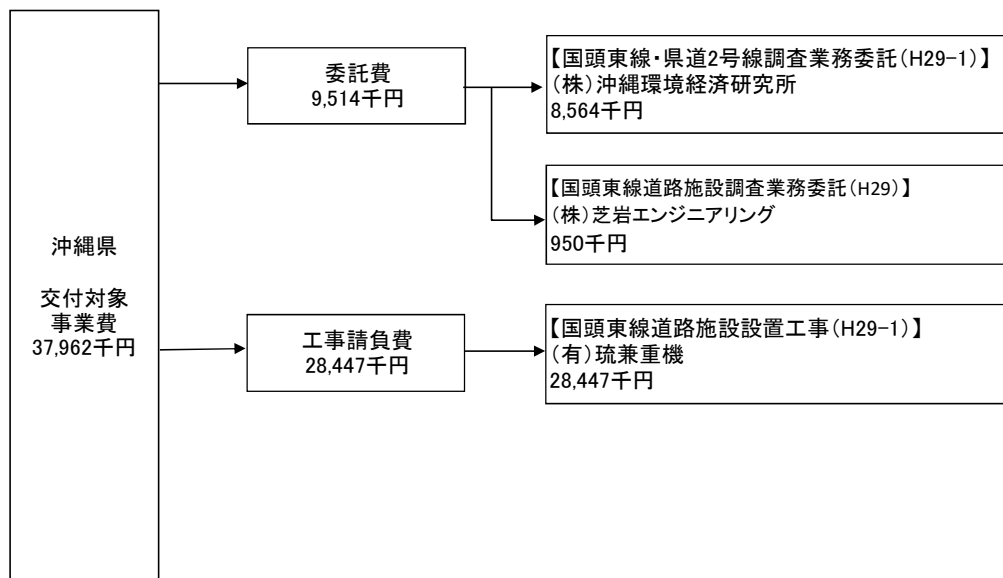 沖縄県
交付対象
事業費
37,962千円
委託費
9,514千円
【国頭東線・県道2号線調査業務委託(H29-1)】
(株)沖縄環境経済研究所
8,564千円
【国頭東線道路施設調査業務委託(H29)】
(株)芝岩エンジニアリング
950千円
工事請負費
28,447千円
【国頭東線道路施設設置工事(H29-1)】
(有)琉兼重機
28,447千円